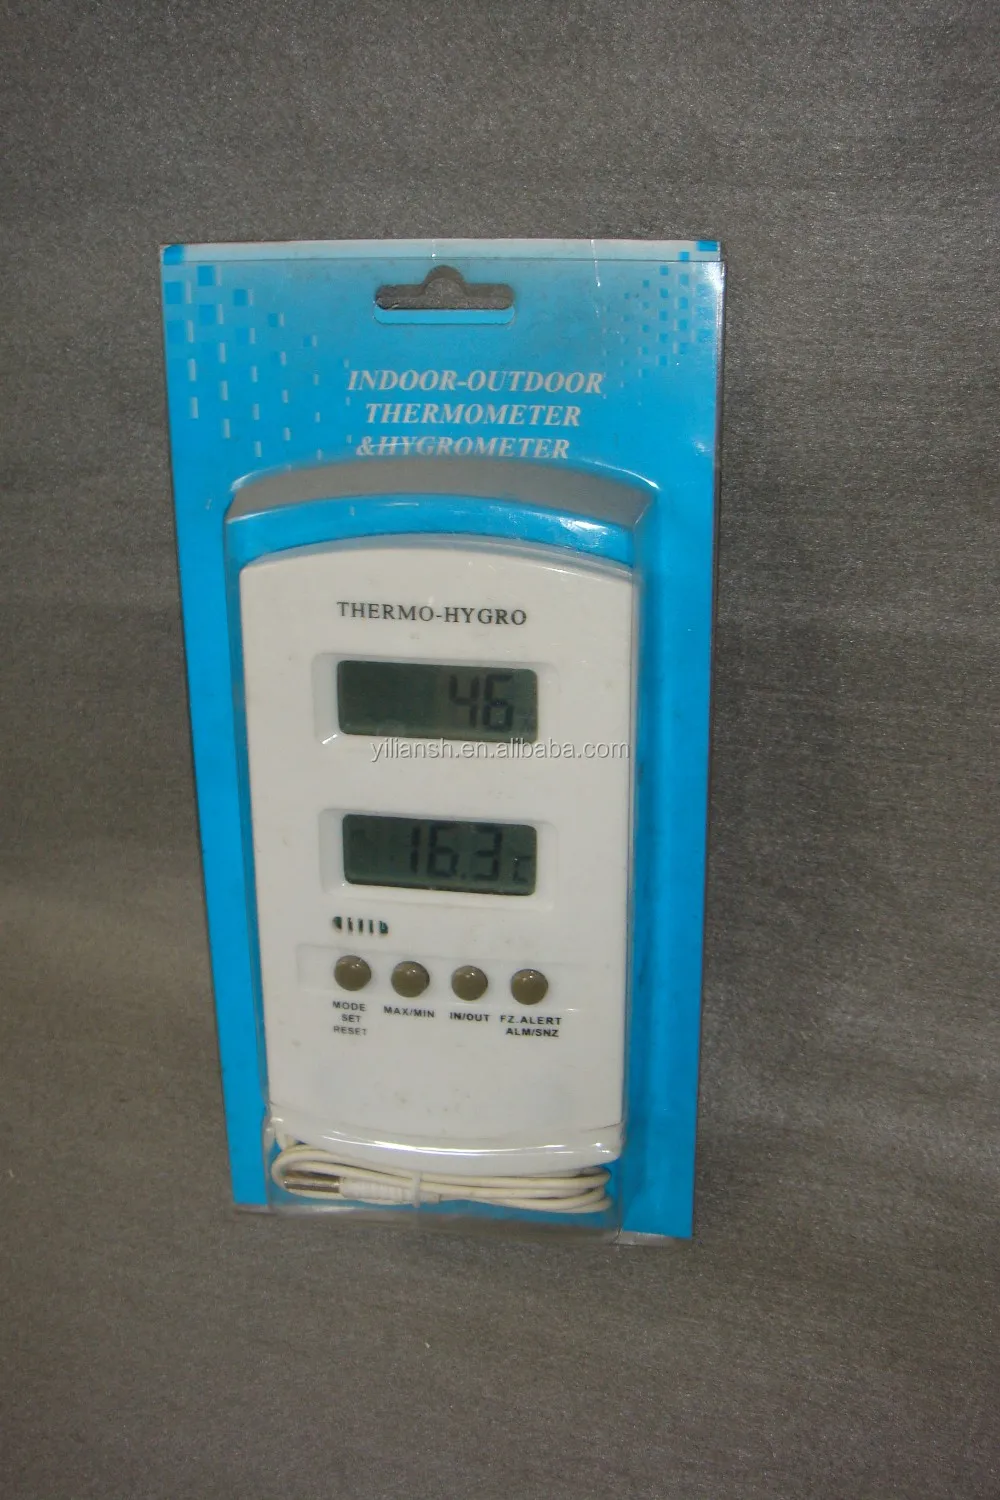 INDOOR-OUTDOOR
THERMOMETER
&HYGROMETER
THERMO-HYGRO
46
yiliansh.en.alibaba.com
16.3 C
MODE
SET
RESET
MAX/MIN
IN/OUT
FZ.ALERT
ALM/SNZ